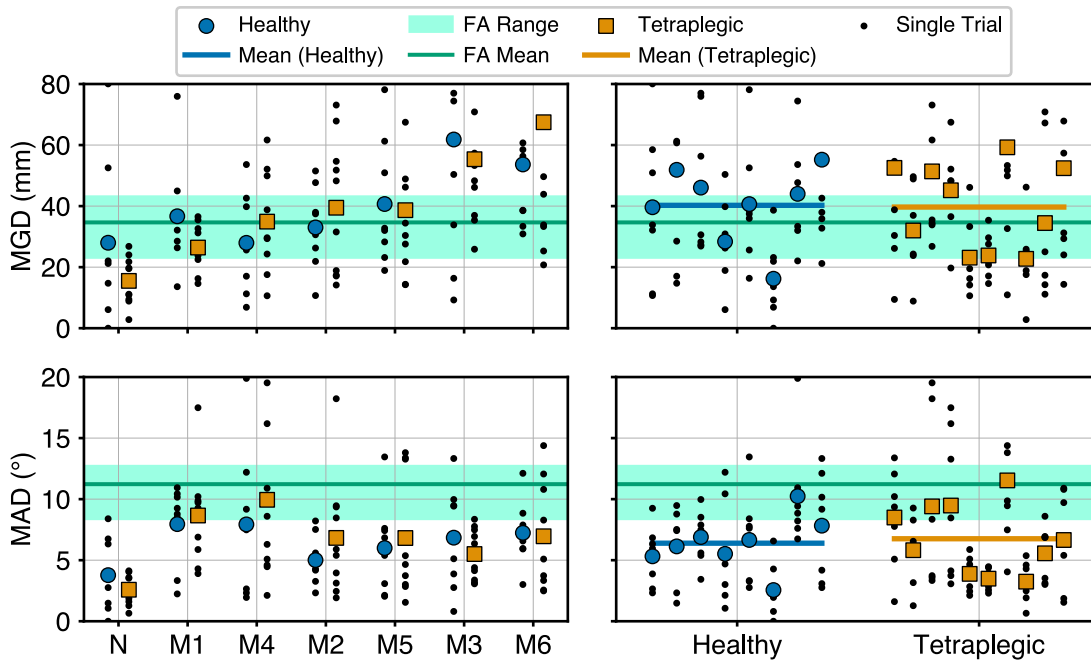 Healthy FA Range Tetraplegic Single Trial
Mean (Healthy) FA Mean Mean (Tetraplegic)
MGD (mm)
80
60
40
20
0
MAD (°)
20
15
10
5
0
N M1 M4 M2 M5 M3 M6 Healthy Tetraplegic